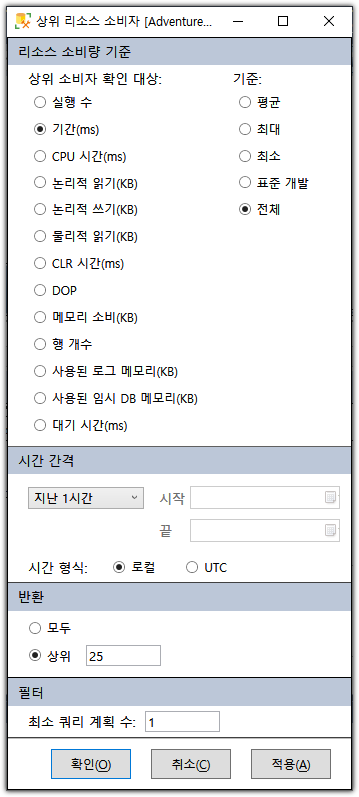 상위 리소스 소비자 [Adventure...
리소스 소비량 기준
상위 소비자 확인 대상:
실행 수
기간(ms)
CPU 시간(ms)
논리적 읽기(KB)
논리적 쓰기(KB)
물리적 읽기(KB)
CLR 시간(ms)
DOP
메모리 소비(KB)
행 개수
사용된 로그 메모리(KB)
사용된 임시 DB 메모리(KB)
대기 시간(ms)
기준:
평균
최대
최소
표준 개발
전체
시간 간격
지난 1시간
시작
끝
시간 형식: 로컬 UTC
반환
모두
상위 25
필터
최소 쿼리 계획 수: 1
확인(O) 취소(C) 적용(A)